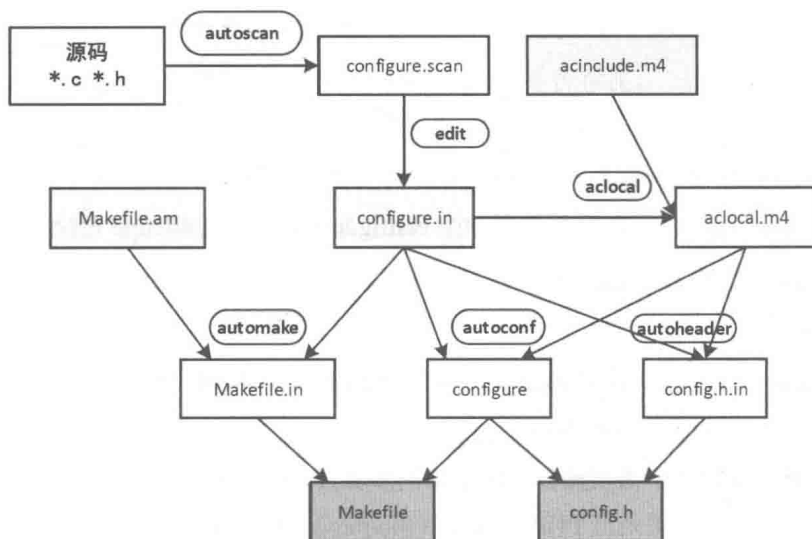 源码
*.c *.h
autoscan
configure.scan
acinclude.m4
edit
aclocal
Makefile.am
configure.in
aclocal.m4
automake
autoconf
autoheader
Makefile.in
configure
config.h.in
Makefile
config.h